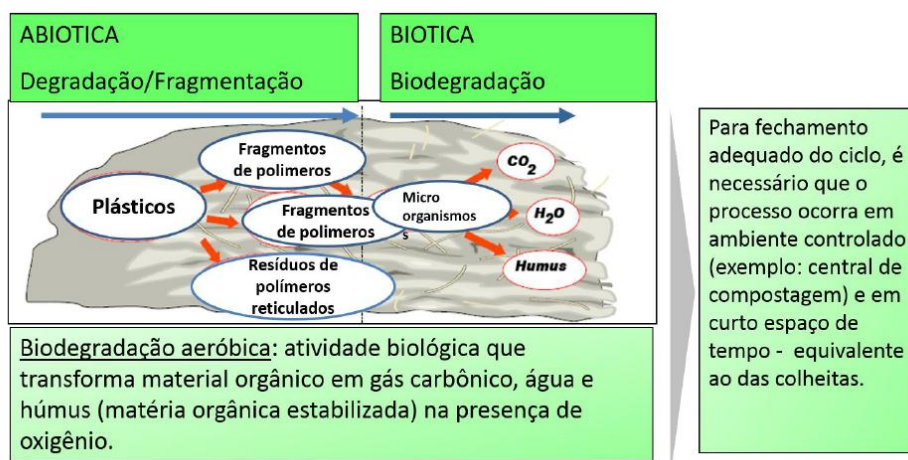 ABIOTICA
Degradação/Fragmentação
BIOTICA
Biodegradação
Fragmentos
de polimeros
Plásticos
Fragmentos
de polimeros
Resíduos de
polímeros
reticulados
Micro
organismos
s
CO2
H2O
Humus
Biodegradação aeróbica: atividade biológica que
transforma material orgânico em gás carbônico, água e
húmus (matéria orgânica estabilizada) na presença de
oxigênio.
Para fechamento
adequado do ciclo, é
necessário que o
processo ocorra em
ambiente controlado
(exemplo: central de
compostagem) e em
curto espaço de
tempo - equivalente
ao das colheitas.